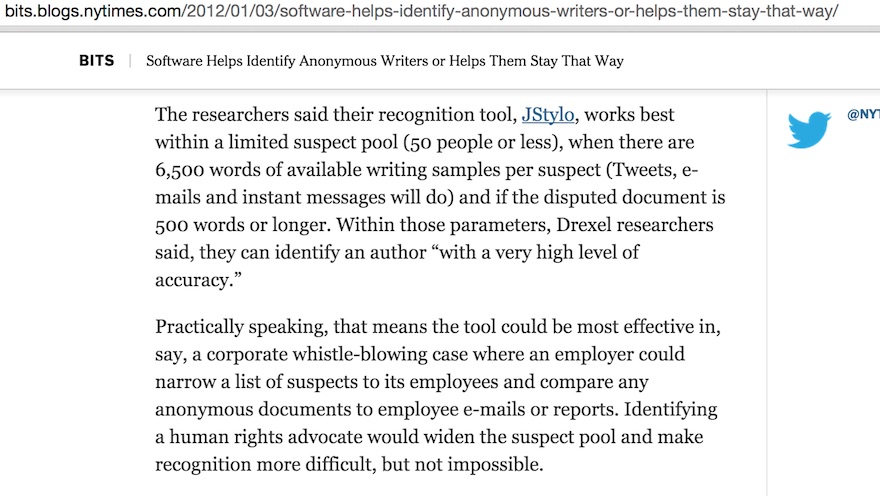 bits.blogs.nytimes.com/2012/01/03/software-helps-identify-anonymous-writers-or-helps-them-stay-that-way/
BITS | Software Helps Identify Anonymous Writers or Helps Them Stay That Way
The researchers said their recognition tool, JStylo, works best
within a limited suspect pool (50 people or less), when there are
6,500 words of available writing samples per suspect (Tweets, e-
mails and instant messages will do) and if the disputed document is
500 words or longer. Within those parameters, Drexel researchers
said, they can identify an author “with a very high level of
accuracy.”
Practically speaking, that means the tool could be most effective in,
say, a corporate whistle-blowing case where an employer could
narrow a list of suspects to its employees and compare any
anonymous documents to employee e-mails or reports. Identifying
a human rights advocate would widen the suspect pool and make
recognition more difficult, but not impossible.
@NYT